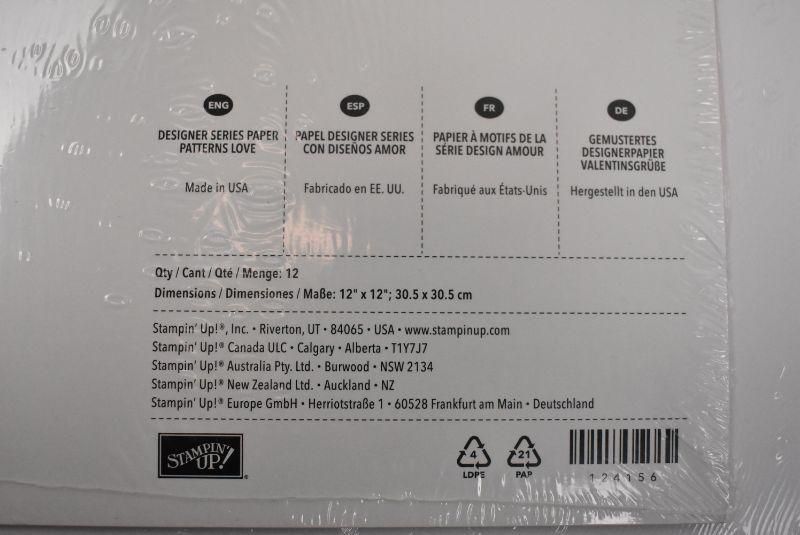 ENG
DESIGNER SERIES PAPER
PATTERNS LOVE
Made in USA
ESP
PAPEL DESIGNER SERIES
CON DISEÑOS AMOR
Fabricado en EE. UU.
FR
PAPIER À MOTIFS DE LA
SÉRIE DESIGN AMOUR
Fabriqué aux États-Unis
DE
GEMUSTERTES
DESIGNERPAPIER
VALENTINSGRÜßE
Hergestellt in den USA
Qty / Cant / Qté / Menge: 12
Dimensions / Dimensiones / Maße: 12" x 12"; 30.5 x 30.5 cm
Stampin' Up!®, Inc. • Riverton, UT • 84065 • USA • www.stampinup.com
Stampin' Up!® Canada ULC • Calgary • Alberta • T1Y7J7
Stampin' Up!® Australia Pty. Ltd. • Burwood • NSW 2134
Stampin' Up!® New Zealand Ltd. • Auckland • NZ
Stampin' Up!® Europe GmbH • Herriotstraße 1 • 60528 Frankfurt am Main • Deutschland
STAMPIN'
UP!®
4
LDPE
21
PAP
124156